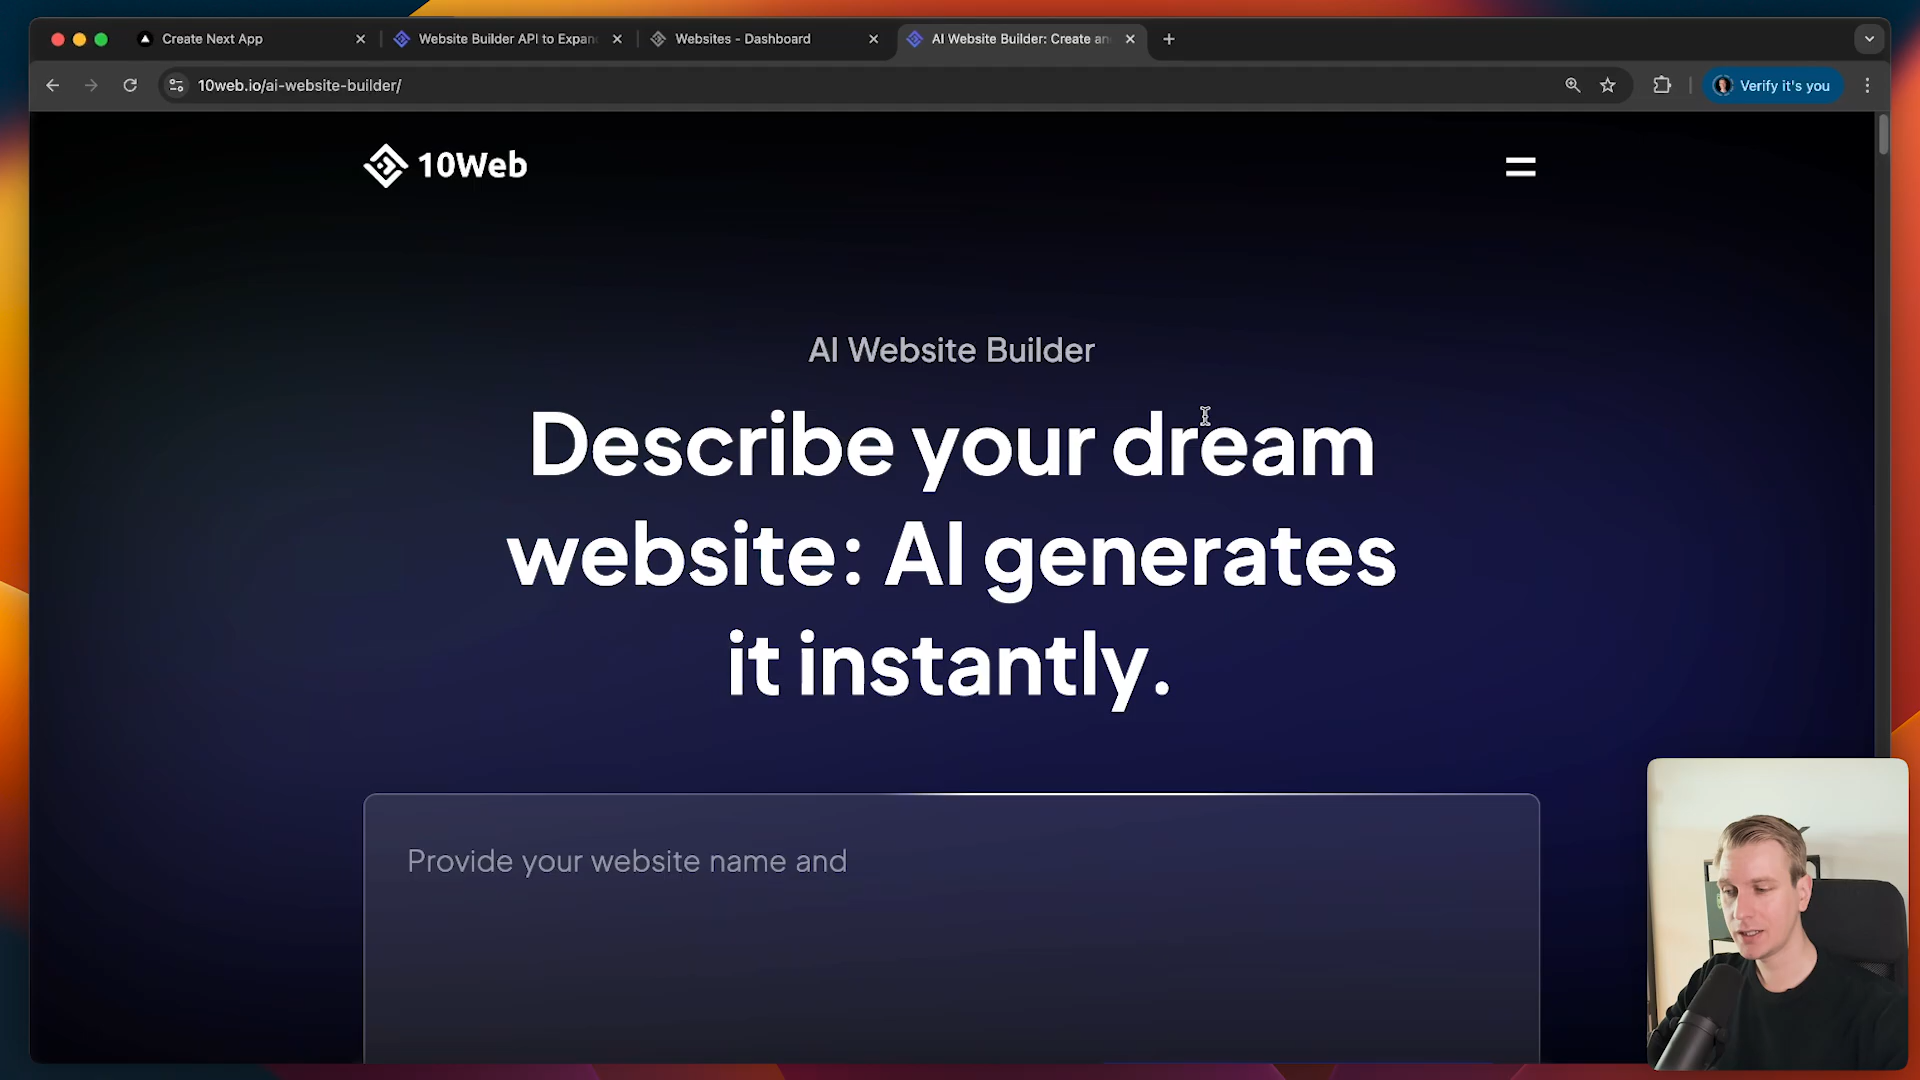 Create Next App
Website Builder API to Expan
Websites - Dashboard
AI Website Builder: Create an
10web.io/ai-website-builder/
Verify it's you
10Web
AI Website Builder
Describe your dream
website: AI generates
it instantly.
Provide your website name and